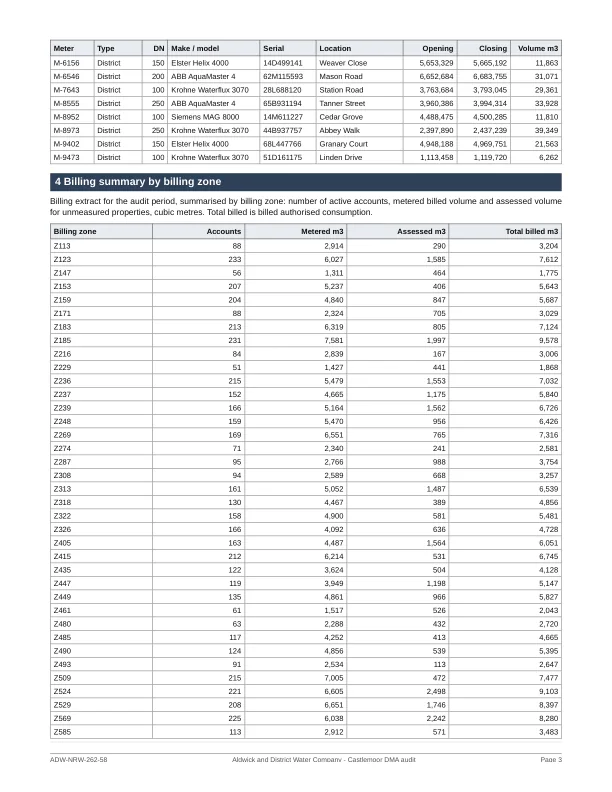 Meter Type DN Make / model Serial Location Opening Closing Volume m3
M-6156 District 150 Elster Helix 4000 14D499141 Weaver Close 5,653,329 5,665,192 11,863
M-6546 District 200 ABB AquaMaster 4 62M115593 Mason Road 6,652,684 6,683,755 31,071
M-7643 District 100 Krohne Waterflux 3070 28L688120 Station Road 3,763,684 3,793,045 29,361
M-8555 District 250 ABB AquaMaster 4 65B931194 Tanner Street 3,960,386 3,994,314 33,928
M-8952 District 100 Siemens MAG 8000 14M611227 Cedar Grove 4,488,475 4,500,285 11,810
M-8973 District 250 Krohne Waterflux 3070 44B937757 Abbey Walk 2,397,890 2,437,239 39,349
M-9402 District 150 Elster Helix 4000 68L447766 Granary Court 4,948,188 4,969,751 21,563
M-9473 District 100 Krohne Waterflux 3070 51D161175 Linden Drive 1,113,458 1,119,720 6,262
4 Billing summary by billing zone
Billing extract for the audit period, summarised by billing zone: number of active accounts, metered billed volume and assessed volume
for unmeasured properties, cubic metres. Total billed is billed authorised consumption.
Billing zone Accounts Metered m3 Assessed m3 Total billed m3
Z113 88 2,914 290 3,204
Z123 233 6,027 1,585 7,612
Z147 56 1,311 464 1,775
Z153 207 5,237 406 5,643
Z159 204 4,840 847 5,687
Z171 88 2,324 705 3,029
Z183 213 6,319 805 7,124
Z185 231 7,581 1,997 9,578
Z216 84 2,839 167 3,006
Z229 51 1,427 441 1,868
Z236 215 5,479 1,553 7,032
Z237 152 4,665 1,175 5,840
Z239 166 5,164 1,562 6,726
Z248 159 5,470 956 6,426
Z269 169 6,551 765 7,316
Z274 71 2,340 241 2,581
Z287 95 2,766 988 3,754
Z308 94 2,589 668 3,257
Z313 161 5,052 1,487 6,539
Z318 130 4,467 389 4,856
Z322 158 4,900 581 5,481
Z326 166 4,092 636 4,728
Z405 163 4,487 1,564 6,051
Z415 212 6,214 531 6,745
Z435 122 3,624 504 4,128
Z447 119 3,949 1,198 5,147
Z449 135 4,861 966 5,827
Z461 61 1,517 526 2,043
Z480 63 2,288 432 2,720
Z485 117 4,252 413 4,665
Z490 124 4,856 539 5,395
Z493 91 2,534 113 2,647
Z509 215 7,005 472 7,477
Z524 221 6,605 2,498 9,103
Z529 208 6,651 1,746 8,397
Z569 225 6,038 2,242 8,280
Z585 113 2,912 571 3,483
ADW-NRW-262-58 Aldwick and District Water Company - Castlemoor DMA audit Page 3